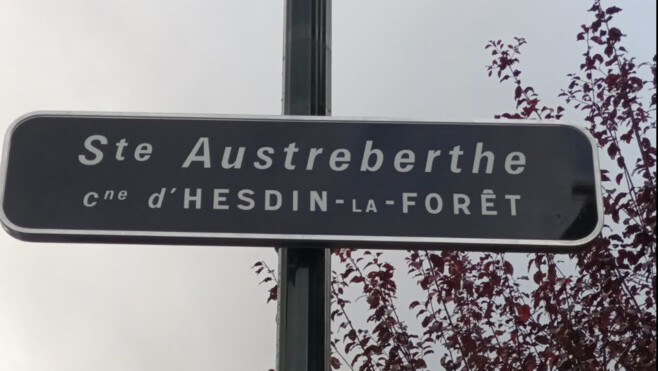 Ste Austreberthe
Cne d'HESDIN-LA-FORÊT